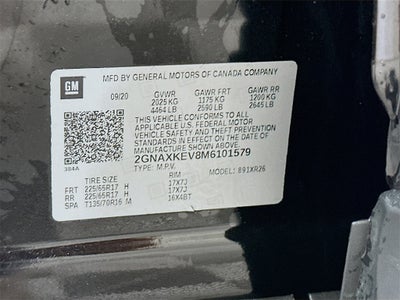 GM
MFD BY GENERAL MOTORS OF CANADA COMPANY
09/20 GVWR GAWR FRT GAWR RR
2025 KG 1175 KG 1200 KG
4464 LB 2590 LB 2645 LB
THIS VEHICLE CONFORMS TO ALL
APPLICABLE U.S. FEDERAL MOTOR
VEHICLE SAFETY AND THEFT PREVENTION
STANDARDS IN EFFECT ON THE DATE OF
MANUFACTURE SHOWN ABOVE.
2GNAXKEV8M6101579
384A TYPE: M.P.V. MODEL: 891XR26
TIRE SIZE RIM
FRT 225/65R17 H 17X7J
RR 225/65R17 H 17X7J
SPA T135/70R16 M 16X4BT